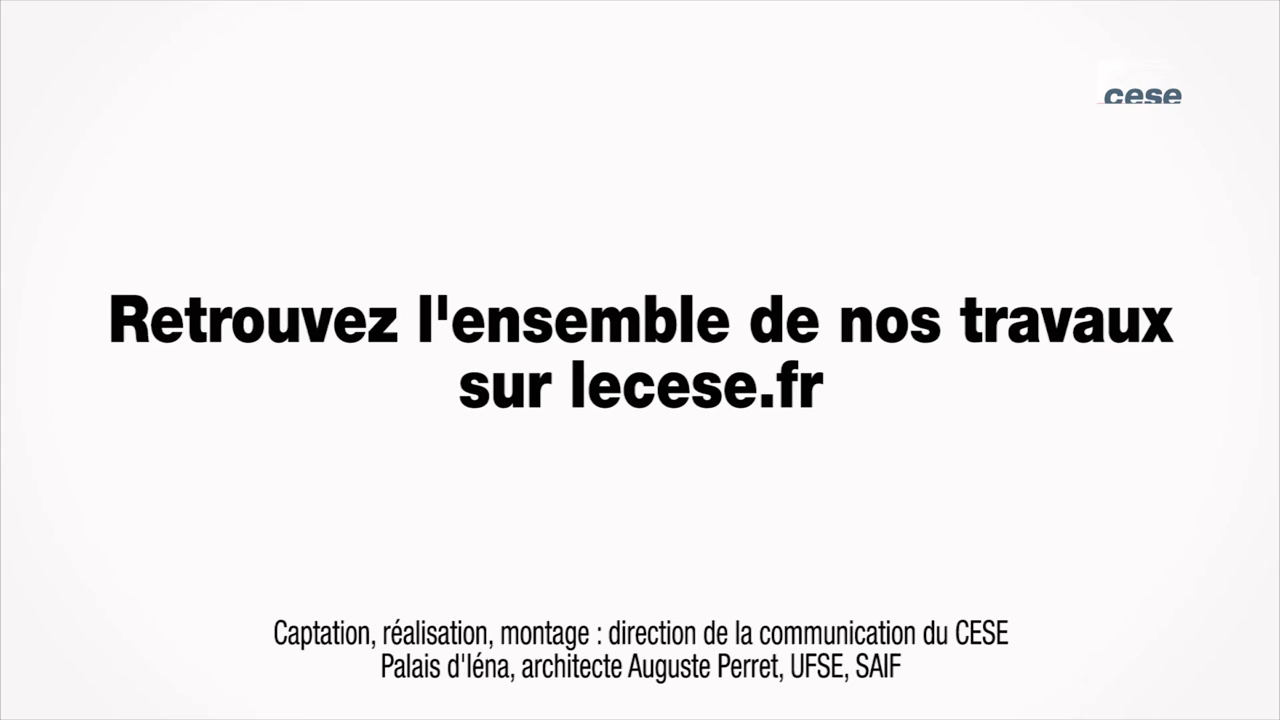 cese
Retrouvez l'ensemble de nos travaux
sur lecese.fr
Captation, réalisation, montage : direction de la communication du CESE
Palais d'Iéna, architecte Auguste Perret, UFSE, SAIF